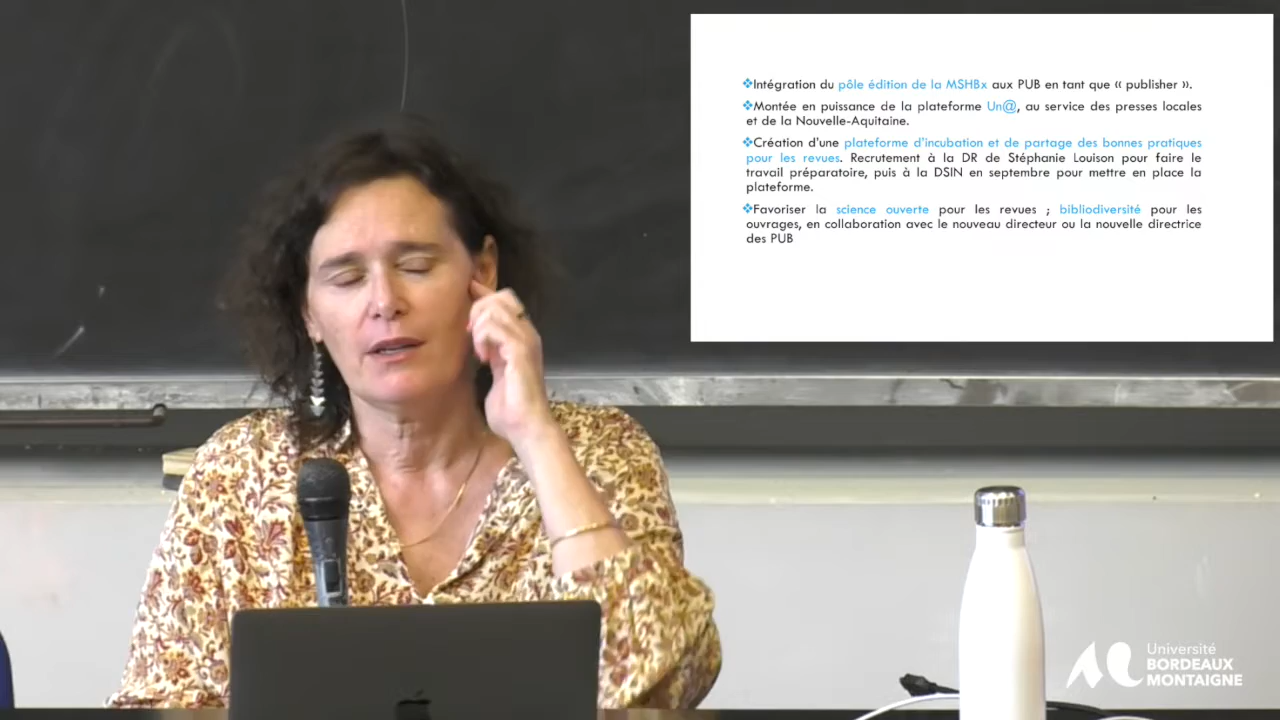 ❖Intégration du pôle édition de la MSHBx aux PUB en tant que « publisher ».
❖Montée en puissance de la plateforme Un@, au service des presses locales
et de la Nouvelle-Aquitaine.
❖Création d'une plateforme d'incubation et de partage des bonnes pratiques
pour les revues. Recrutement à la DR de Stéphanie Louison pour faire le
travail préparatoire, puis à la DSIN en septembre pour mettre en place la
plateforme.
❖Favoriser la science ouverte pour les revues ; bibliodiversité pour les
ouvrages, en collaboration avec le nouveau directeur ou la nouvelle directrice
des PUB
Université
BORDEAUX
MONTAIGNE